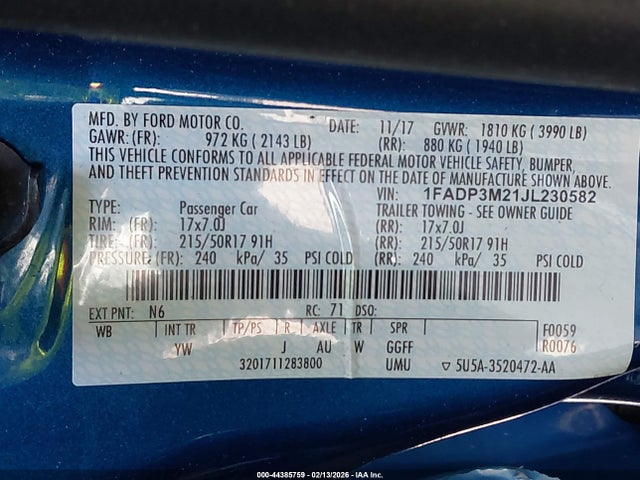 MFD. BY FORD MOTOR CO.
DATE: 11/17 GVWR: 1810 KG ( 3990 LB)
GAWR: (FR): 972 KG ( 2143 LB) (RR): 880 KG ( 1940 LB)
THIS VEHICLE CONFORMS TO ALL APPLICABLE FEDERAL MOTOR VEHICLE SAFETY, BUMPER,
AND THEFT PREVENTION STANDARDS IN EFFECT ON THE DATE OF MANUFACTURE SHOWN ABOVE.
VIN: 1FADP3M21JL230582
TYPE: Passenger Car TRAILER TOWING - SEE OWNER GUIDE
RIM: (FR): 17x7.0J (RR): 17x7.0J
TIRE: (FR): 215/50R17 91H (RR): 215/50R17 91H
PRESSURE: (FR): 240 kPa/ 35 PSI COLD (RR): 240 kPa/ 35 PSI COLD
EXT PNT: N6 RC: 71 DSO:
WB INT TR TP/PS R AXLE TR SPR F0059
YW J AU W GGFF R0076
3201711283800 UMU ▽ 5U5A-3520472-AA
000-44385759 - 02/13/2026 - IAA Inc.